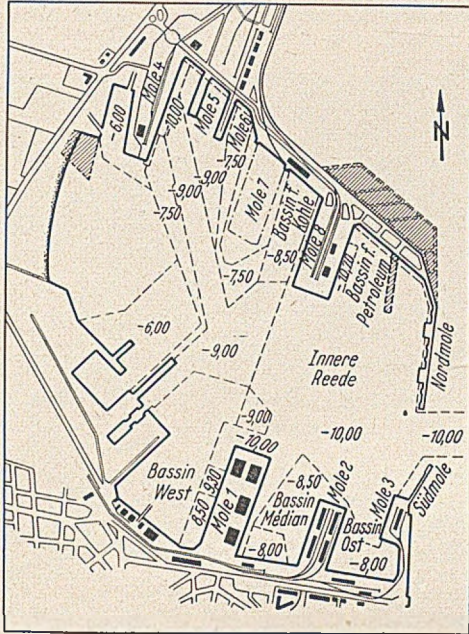 Mole 4
-6,00
-10,00
Mole 5
Mole 6
-7,50
-9,00
-9,00
-7,50
Mole 7
Bassin f.
Kohle
-8,50
Mole 8
-7,50
10,70
Bassin f.
Petroleum
N
Nordmole
-6,00
-9,00
Innere
Reede
-9,00
-10,00
-10,00
-10,00
Bassin
West
8,50
9,30
Mole 1
-8,50
Bassin
Médian
-8,00
Mole 2
Bassin
Ost
-8,00
Mole 3
Südmole